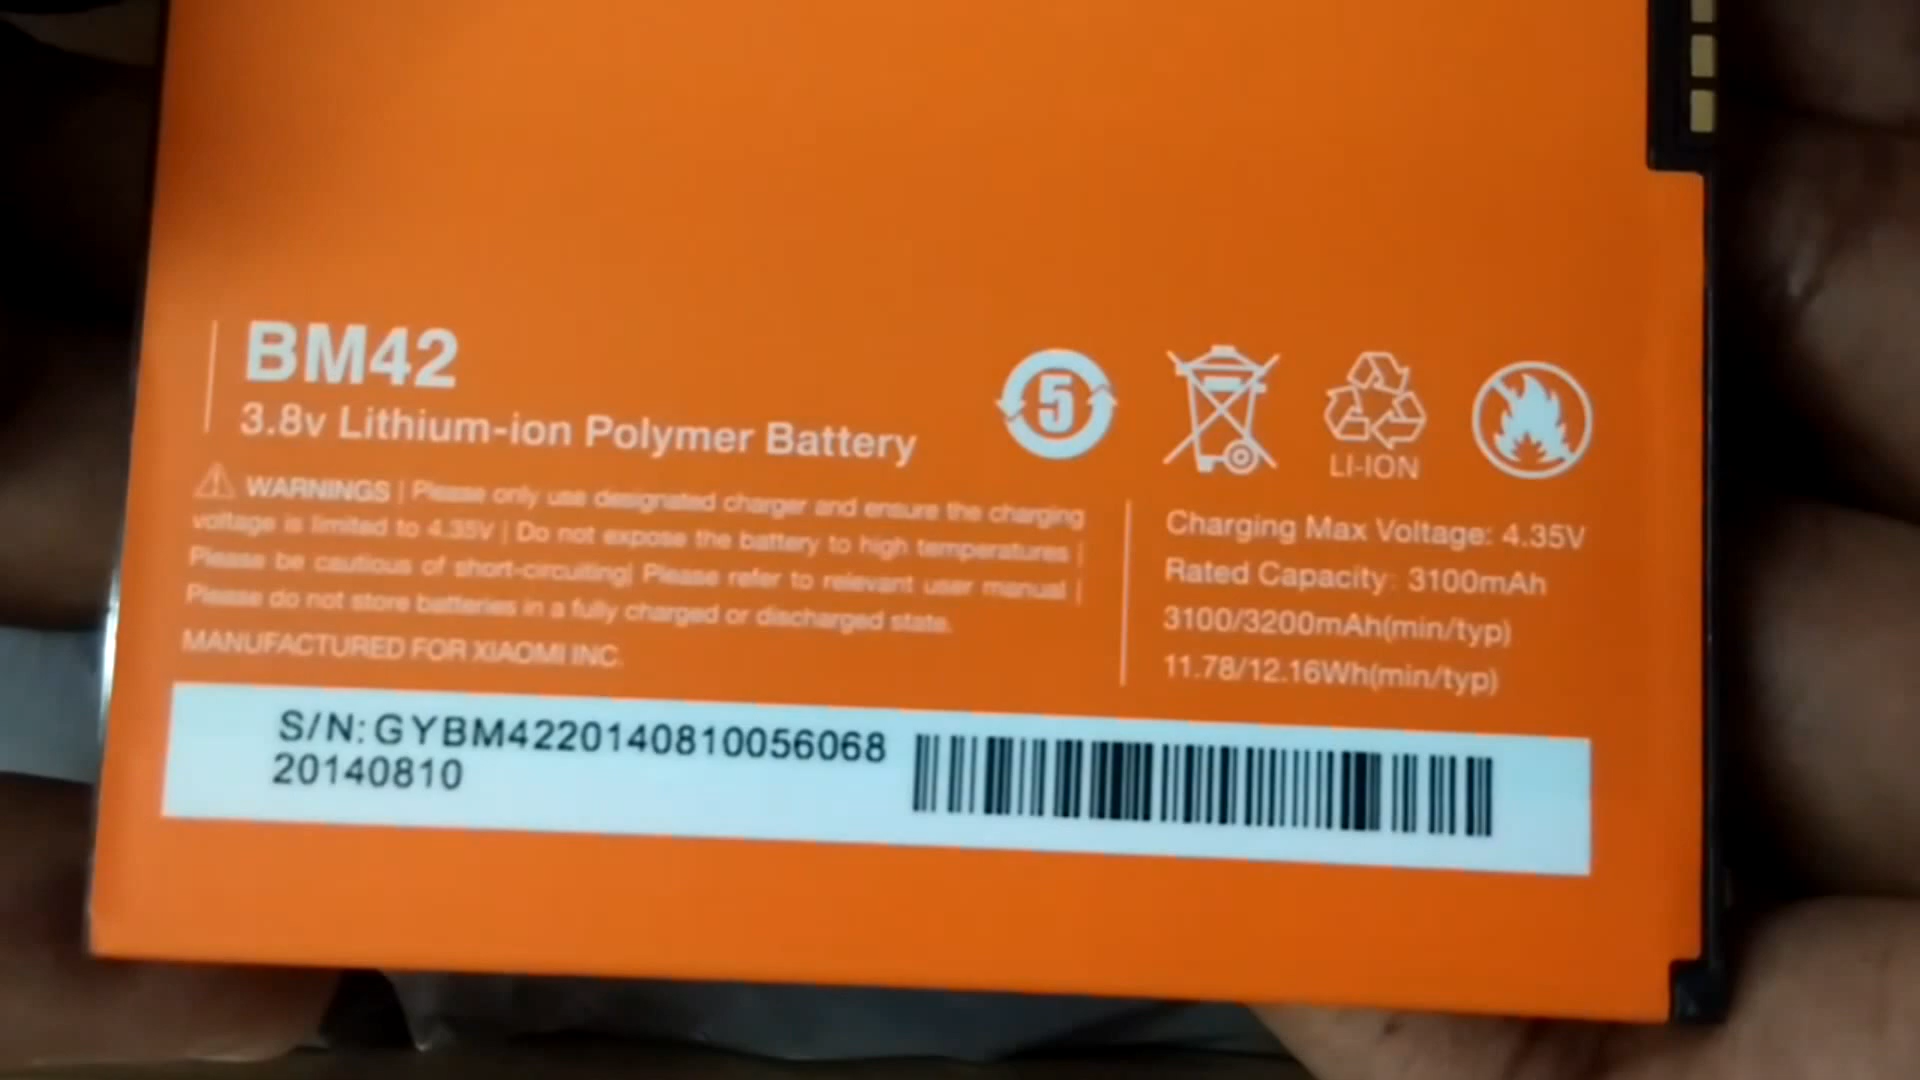 BM42
3.8v Lithium-ion Polymer Battery
5
LI-ION
WARNINGS | Please only use designated charger and ensure the charging
voltage is limited to 4.35V | Do not expose the battery to high temperatures |
Please be cautious of short-circuiting| Please refer to relevant user manual |
Please do not store batteries in a fully charged or discharged state.
MANUFACTURED FOR XIAOMI INC.
Charging Max Voltage: 4.35V
Rated Capacity: 3100mAh
3100/3200mAh(min/typ)
11.78/12.16Wh(min/typ)
S/N:GYBM4220140810056068
20140810